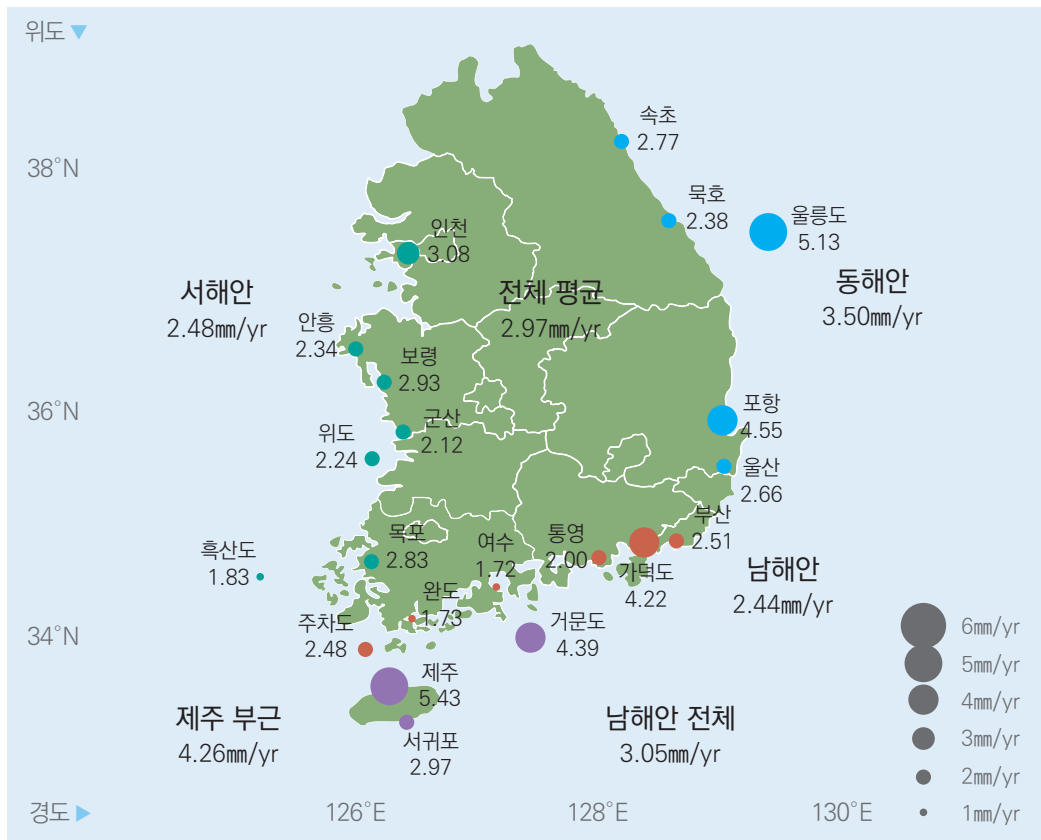 위도 ▼
속초
2.77
38°N
묵호
2.38
울릉도
5.13
인천
3.08
서해안
2.48㎜/yr
전체 평균
2.97㎜/yr
동해안
3.50㎜/yr
안흥
2.34
보령
2.93
36°N
군산
2.12
위도
2.24
포항
4.55
울산
2.66
흑산도
1.83
목포
2.83
여수
1.72
통영
2.00
부산
2.51
가덕도
4.22
남해안
2.44㎜/yr
완도
1.73
34°N
주차도
2.48
거문도
4.39
제주
5.43
서귀포
2.97
제주 부근
4.26㎜/yr
남해안 전체
3.05㎜/yr
6㎜/yr
5㎜/yr
4㎜/yr
3㎜/yr
2㎜/yr
1㎜/yr
경도 ▶
126°E
128°E
130°E